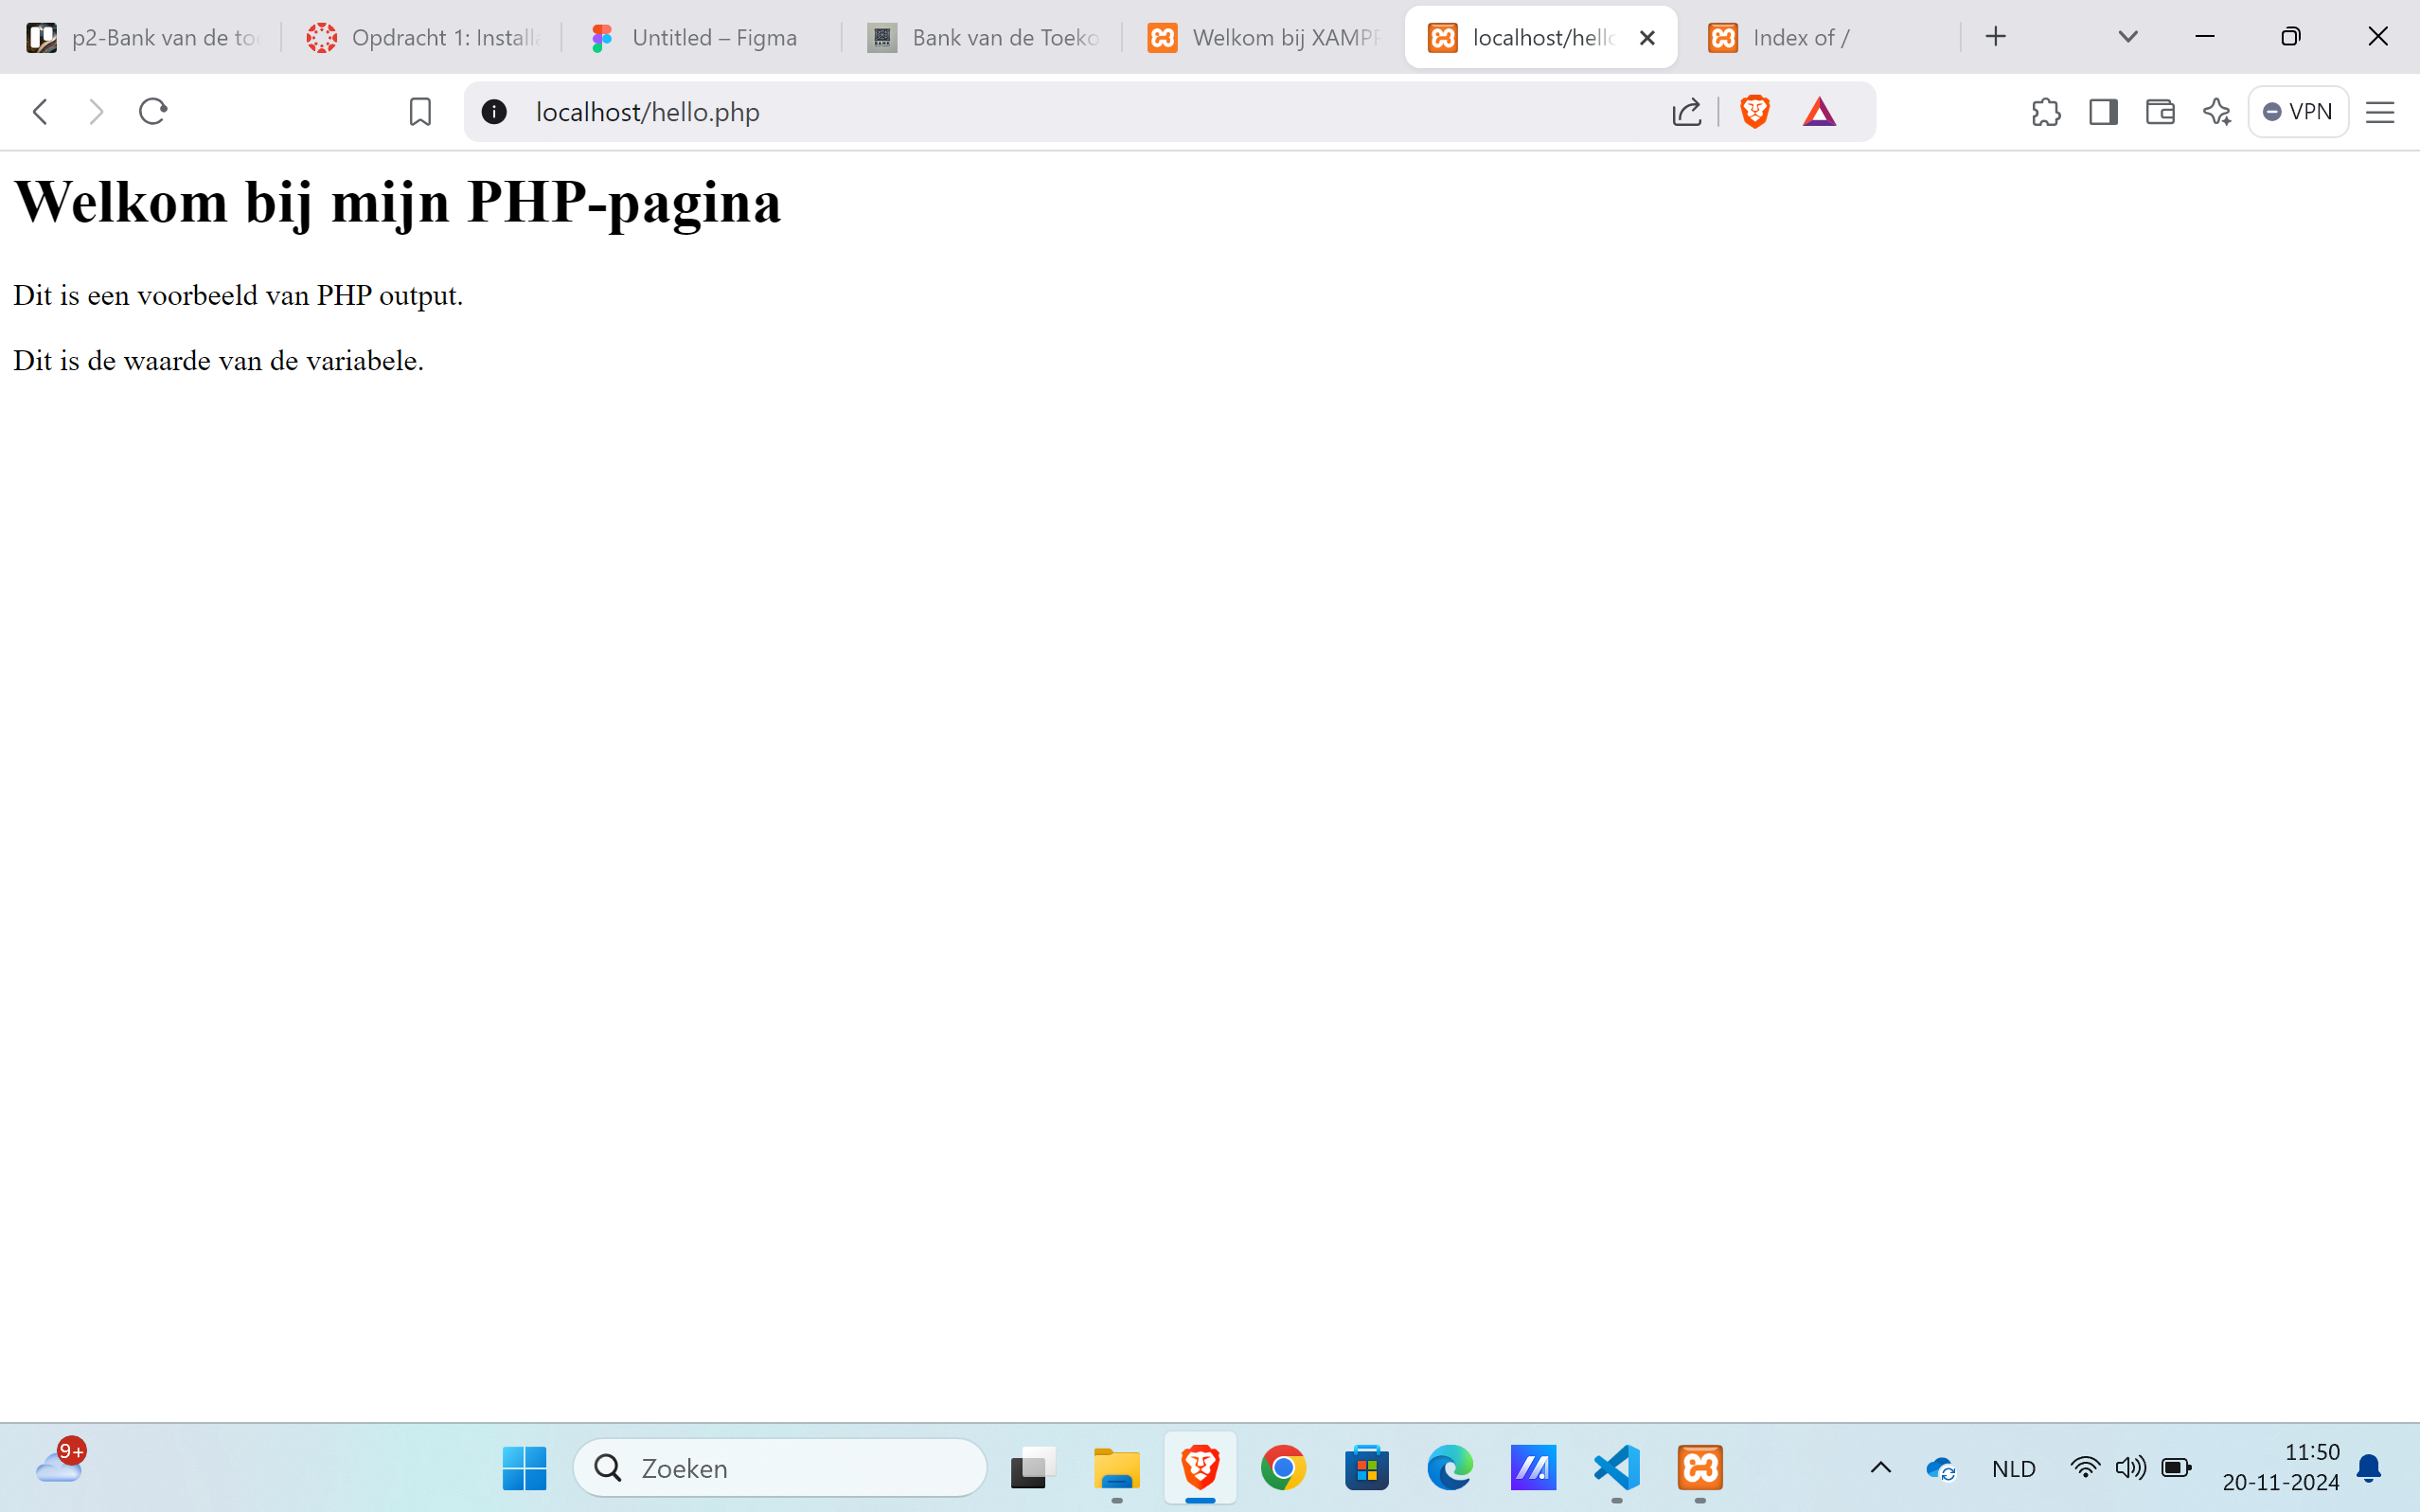 p2-Bank van de to
Opdracht 1: Install
Untitled – Figma
Bank van de Toeko
Welkom bij XAMPP
localhost/hello
Index of /
localhost/hello.php
VPN
Welkom bij mijn PHP-pagina
Dit is een voorbeeld van PHP output.
Dit is de waarde van de variabele.
9+
Zoeken
NLD
11:50
20-11-2024